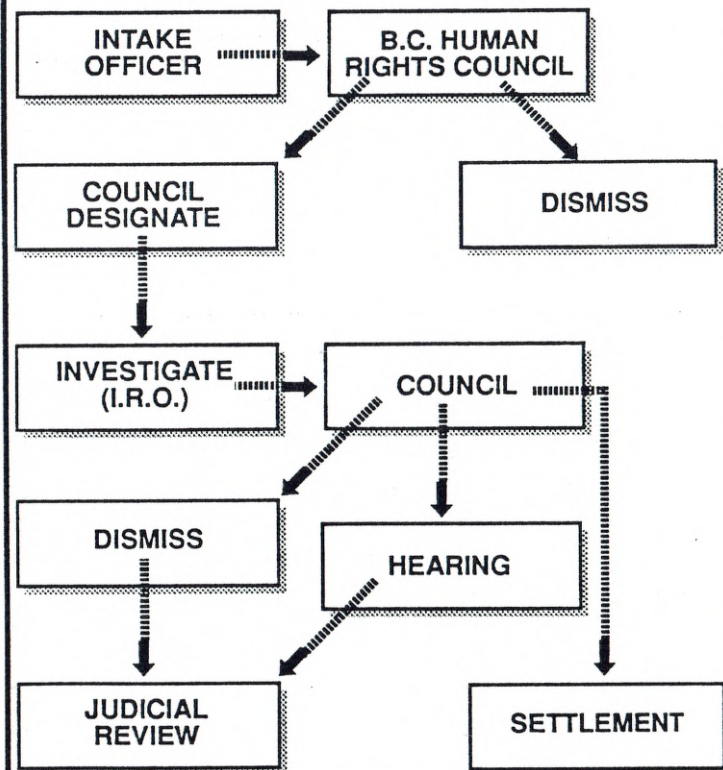 INTAKE
OFFICER
B.C. HUMAN
RIGHTS COUNCIL
COUNCIL
DESIGNATE
DISMISS
INVESTIGATE
(I.R.O.)
COUNCIL
DISMISS
HEARING
JUDICIAL
REVIEW
SETTLEMENT